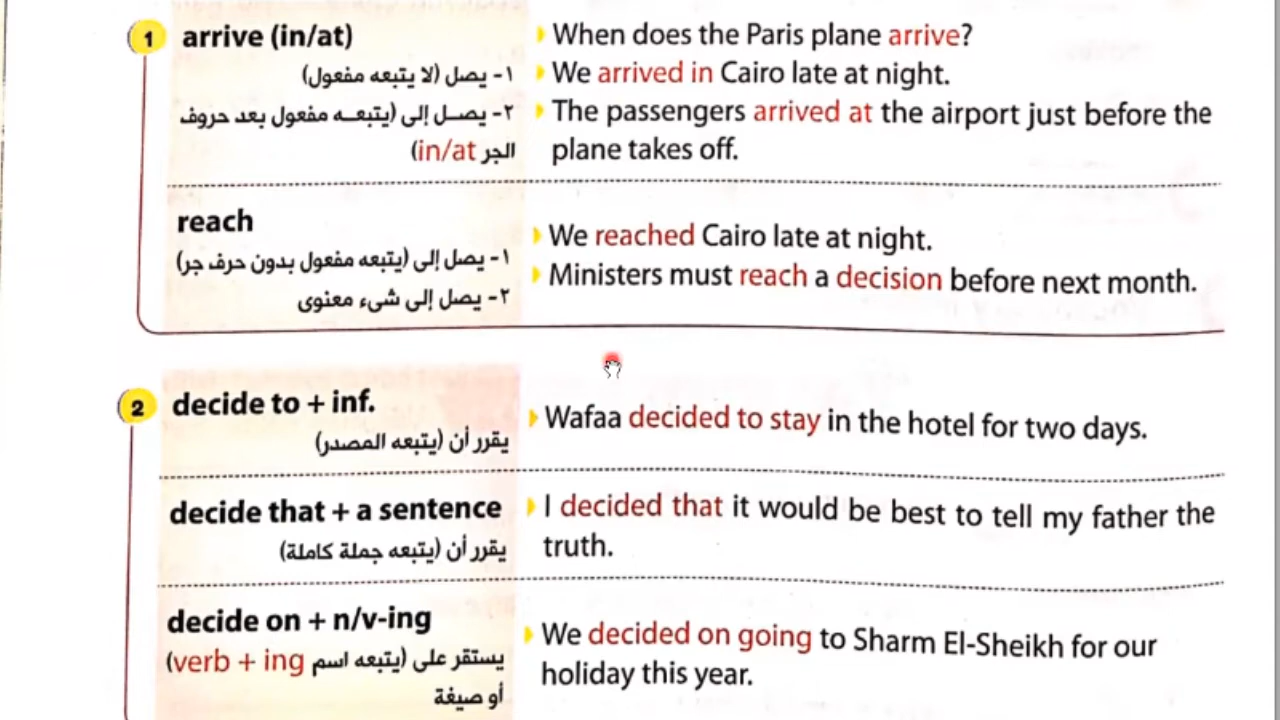 1 arrive (in/at)
١- يصل (لا يتبعه مفعول)
٢- يصل إلى (يتبعه مفعول بعد حروف
الجر in/at)
When does the Paris plane arrive?
We arrived in Cairo late at night.
The passengers arrived at the airport just before the
plane takes off.
reach
١- يصل إلى (يتبعه مفعول بدون حرف جر)
٢- يصل إلى شىء معنوى
We reached Cairo late at night.
Ministers must reach a decision before next month.
2 decide to + inf.
يقرر أن (يتبعه المصدر)
Wafaa decided to stay in the hotel for two days.
decide that + a sentence
يقرر أن (يتبعه جملة كاملة)
I decided that it would be best to tell my father the
truth.
decide on + n/v-ing
يستقر على (يتبعه اسم verb + ing)
أو صيغة
We decided on going to Sharm El-Sheikh for our
holiday this year.